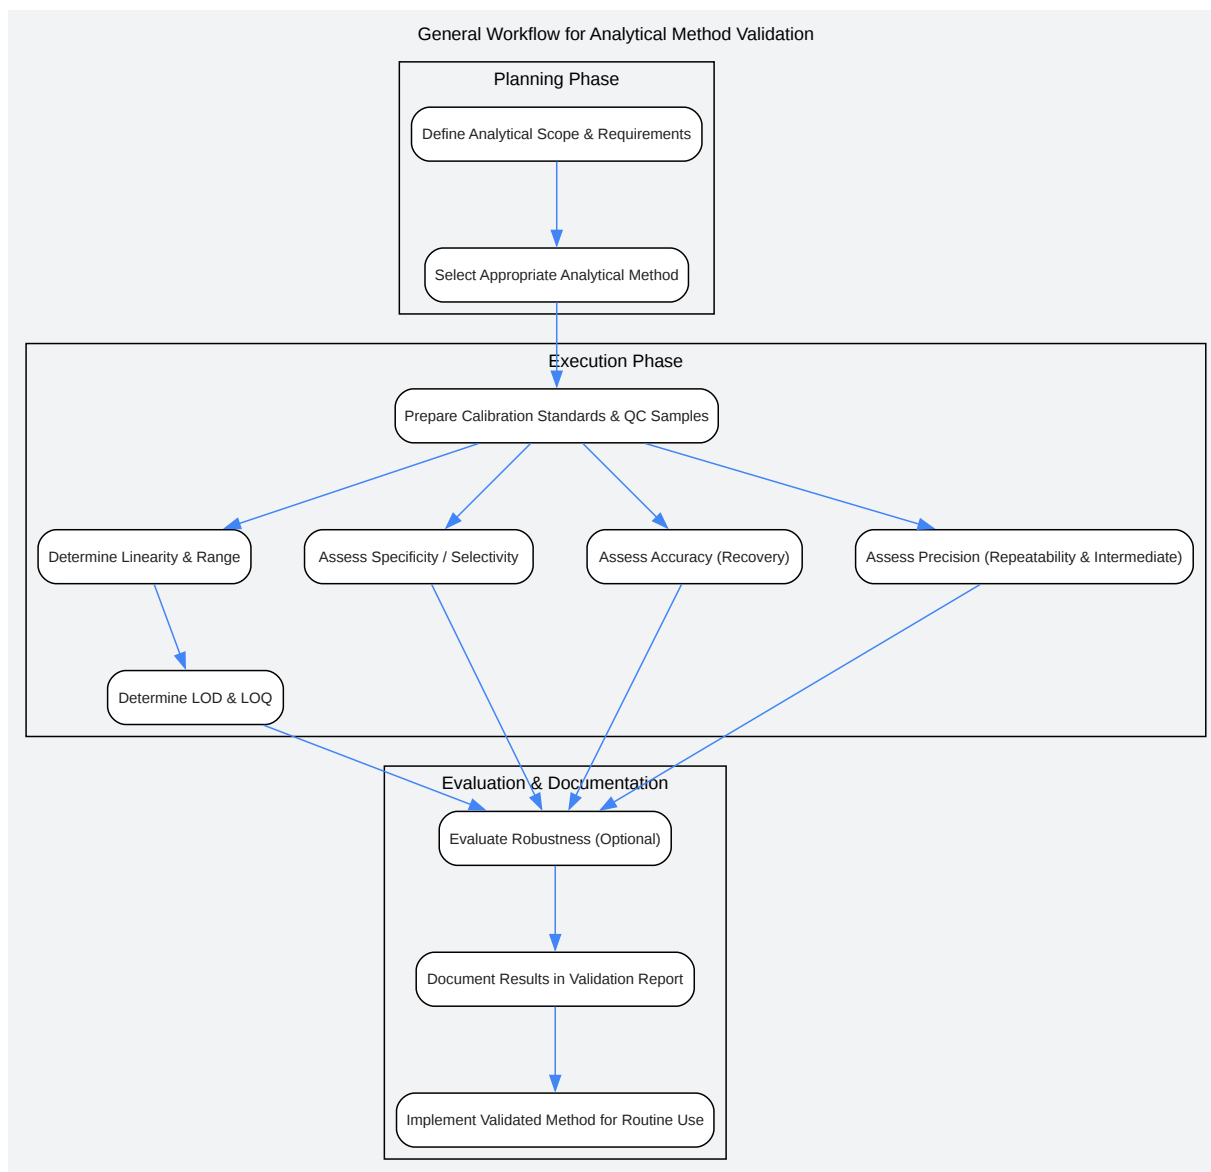 General Workflow for Analytical Method Validation
Planning Phase
Define Analytical Scope & Requirements
Select Appropriate Analytical Method
Execution Phase
Prepare Calibration Standards & QC Samples
Determine Linearity & Range
Assess Specificity / Selectivity
Assess Accuracy (Recovery)
Assess Precision (Repeatability & Intermediate)
Determine LOD & LOQ
Evaluation & Documentation
Evaluate Robustness (Optional)
Document Results in Validation Report
Implement Validated Method for Routine Use